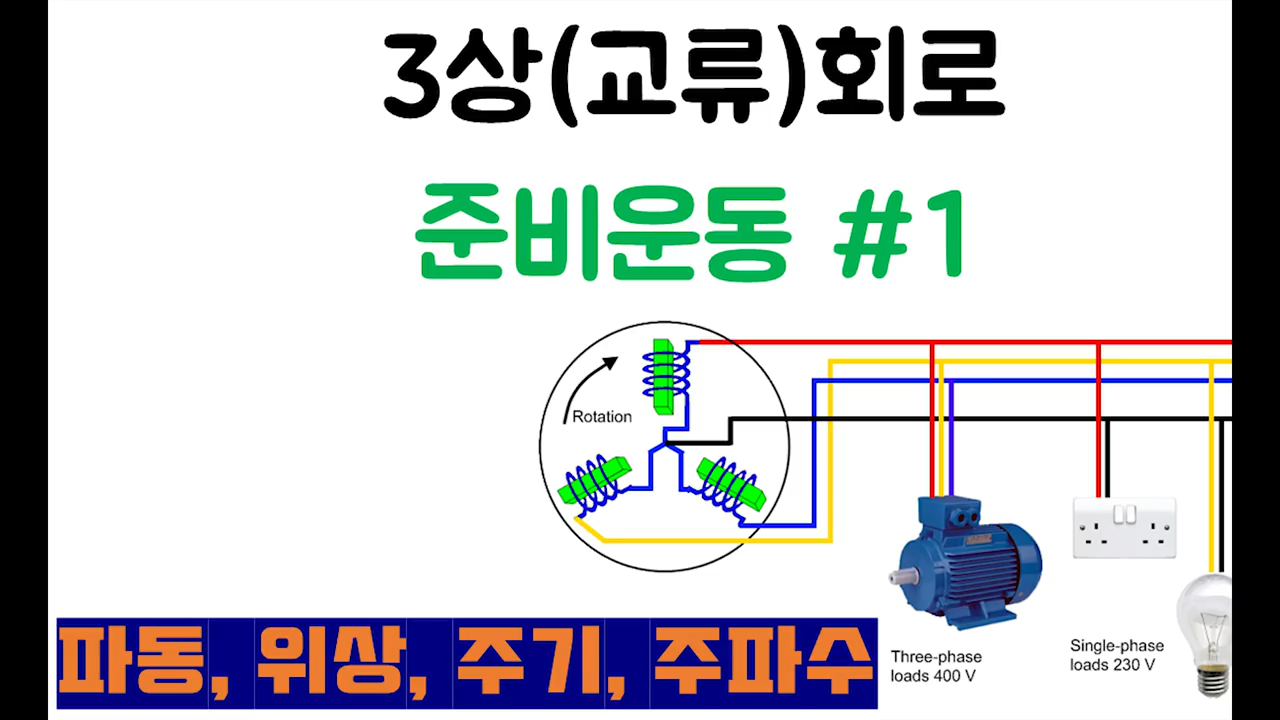 3상(교류)회로
준비운동 #1
Rotation
Three-phase
loads 400 V
Single-phase
loads 230 V
파동, 위상, 주기, 주파수